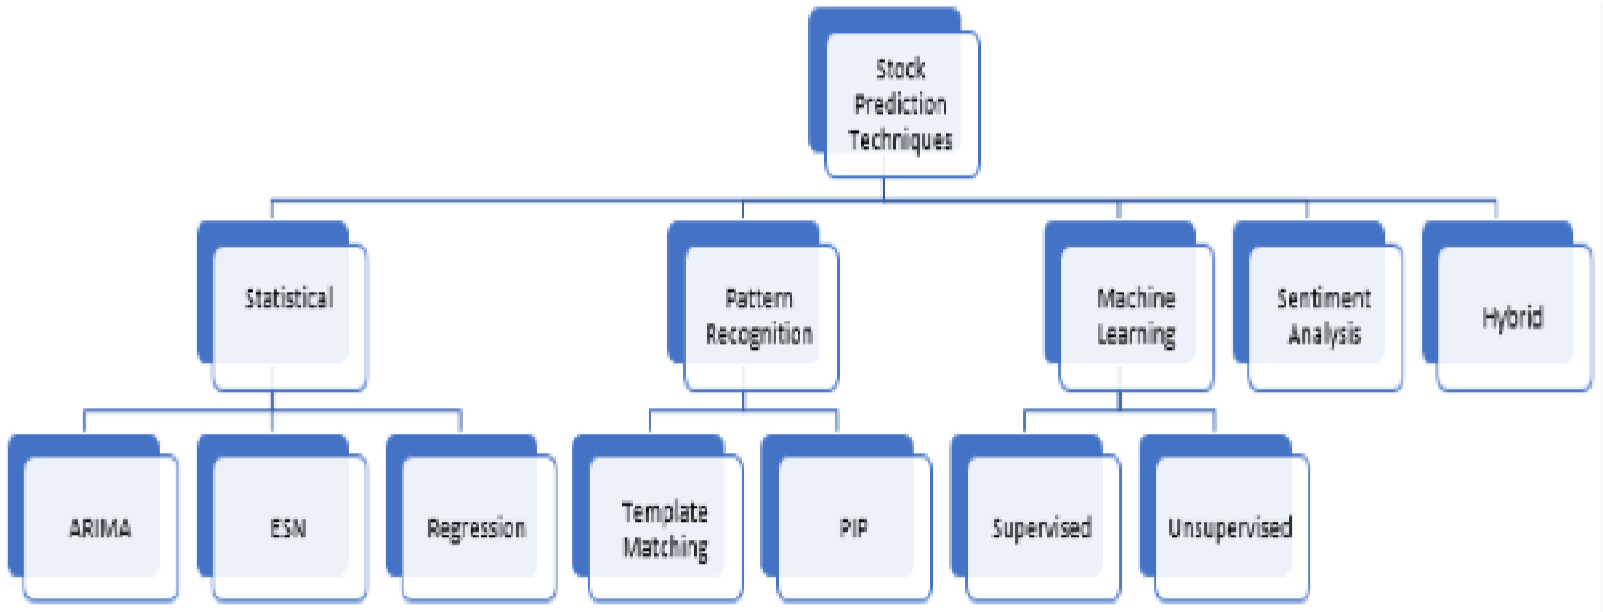 Stock
Prediction
Techniques
Statistical
Pattern
Recognition
Machine
Learning
Sentiment
Analysis
Hybrid
ARIMA
ESN
Regression
Template
Matching
PIP
Supervised
Unsupervised